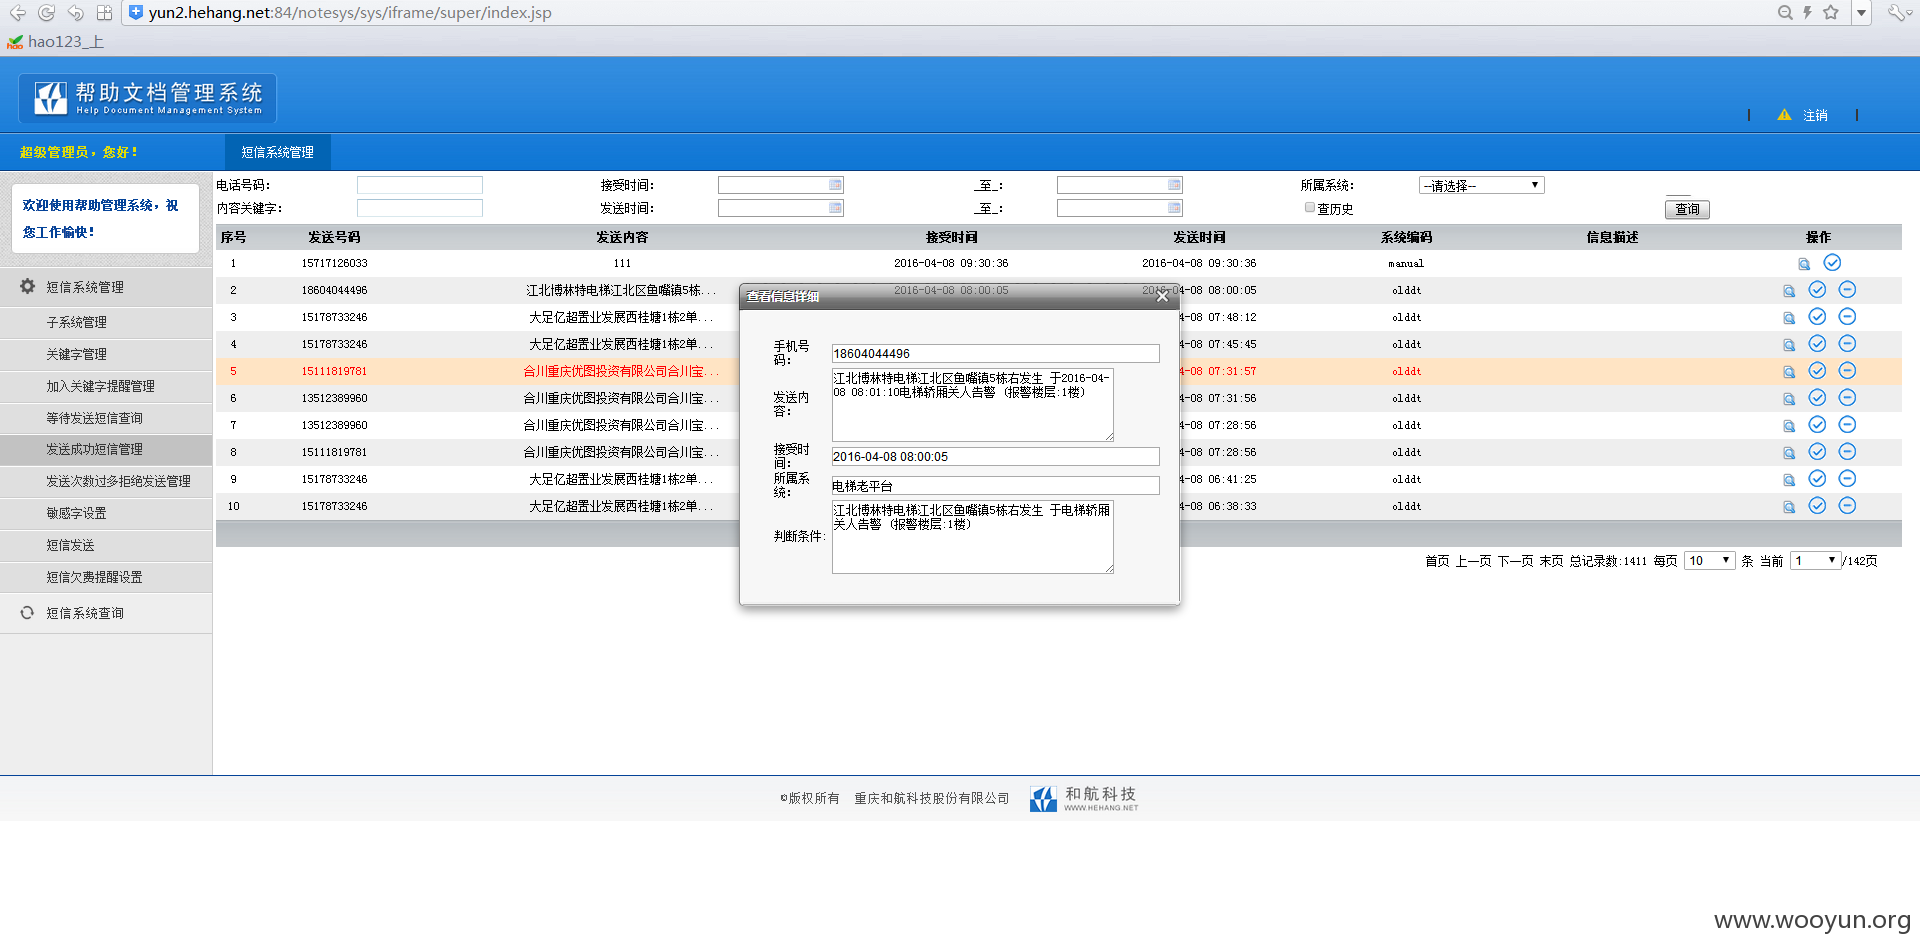 yun2.hehang.net:84/notesys/sys/iframe/super/index.jsp
hao123_上
帮助文档管理系统
Help Document Management System
注销
超级管理员，您好！
短信系统管理
欢迎使用帮助管理系统，祝
您工作愉快！
短信系统管理
子系统管理
关键字管理
加入关键字提醒管理
等待发送短信查询
发送成功短信管理
发送次数过多拒绝发送管理
敏感字设置
短信发送
短信欠费提醒设置
短信系统查询
电话号码： 接受时间： _至_： 所属系统： --请选择--
内容关键字： 发送时间： _至_： 查历史 查询
序号 发送号码 发送内容 接受时间 发送时间 系统编码 信息描述 操作
1 15717126033 111 2016-04-08 09:30:36 2016-04-08 09:30:36 manual
2 18604044496 江北博林特电梯江北区鱼嘴镇5栋... 2016-04-08 08:00:05 2016-04-08 08:00:05 olddt
3 15178733246 大足亿超置业发展西桂塘1栋2单... 4-08 07:48:12 olddt
4 15178733246 大足亿超置业发展西桂塘1栋2单... 4-08 07:45:45 olddt
5 15111819781 合川重庆优图投资有限公司合川宝... 4-08 07:31:57 olddt
6 13512389960 合川重庆优图投资有限公司合川宝... 4-08 07:31:56 olddt
7 13512389960 合川重庆优图投资有限公司合川宝... 4-08 07:28:56 olddt
8 15111819781 合川重庆优图投资有限公司合川宝... 4-08 07:28:56 olddt
9 15178733246 大足亿超置业发展西桂塘1栋2单... 4-08 06:41:25 olddt
10 15178733246 大足亿超置业发展西桂塘1栋2单... 4-08 06:38:33 olddt
查看信息详细
手机号
码：
18604044496
发送内
容：
江北博林特电梯江北区鱼嘴镇5栋右发生 于2016-04-
08 08:01:10电梯轿厢关人告警 (报警楼层:1楼)
接受时
间：
2016-04-08 08:00:05
所属系
统：
电梯老平台
判断条件：
江北博林特电梯江北区鱼嘴镇5栋右发生 于电梯轿厢
关人告警 (报警楼层:1楼)
首页 上一页 下一页 末页 总记录数:1411 每页 10 条 当前 1 /142页
©版权所有 重庆和航科技股份有限公司
和航科技
WWW.HEHANG.NET
www.wooyun.org